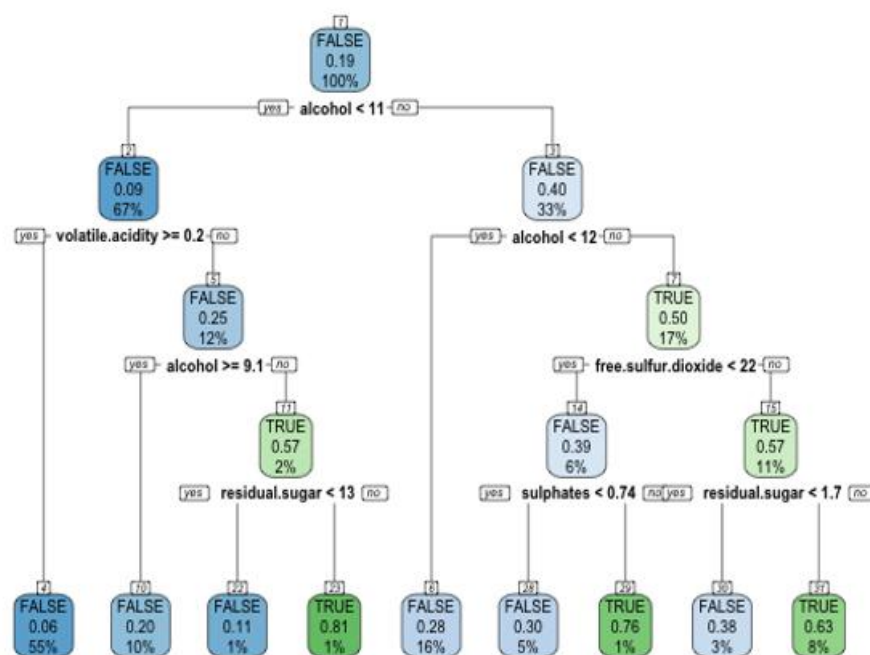 1
FALSE
0.19
100%
yes alcohol < 11 no
2
FALSE
0.09
67%
3
FALSE
0.40
33%
yes volatile.acidity >= 0.2 no
yes alcohol < 12 no
5
FALSE
0.25
12%
7
TRUE
0.50
17%
yes alcohol >= 9.1 no
yes free.sulfur.dioxide < 22 no
11
TRUE
0.57
2%
14
FALSE
0.39
6%
15
TRUE
0.57
11%
yes residual.sugar < 13 no
yes sulphates < 0.74 no
yes residual.sugar < 1.7 no
4
FALSE
0.06
55%
10
FALSE
0.20
10%
22
FALSE
0.11
1%
23
TRUE
0.81
1%
6
FALSE
0.28
16%
28
FALSE
0.30
5%
29
TRUE
0.76
1%
30
FALSE
0.38
3%
31
TRUE
0.63
8%